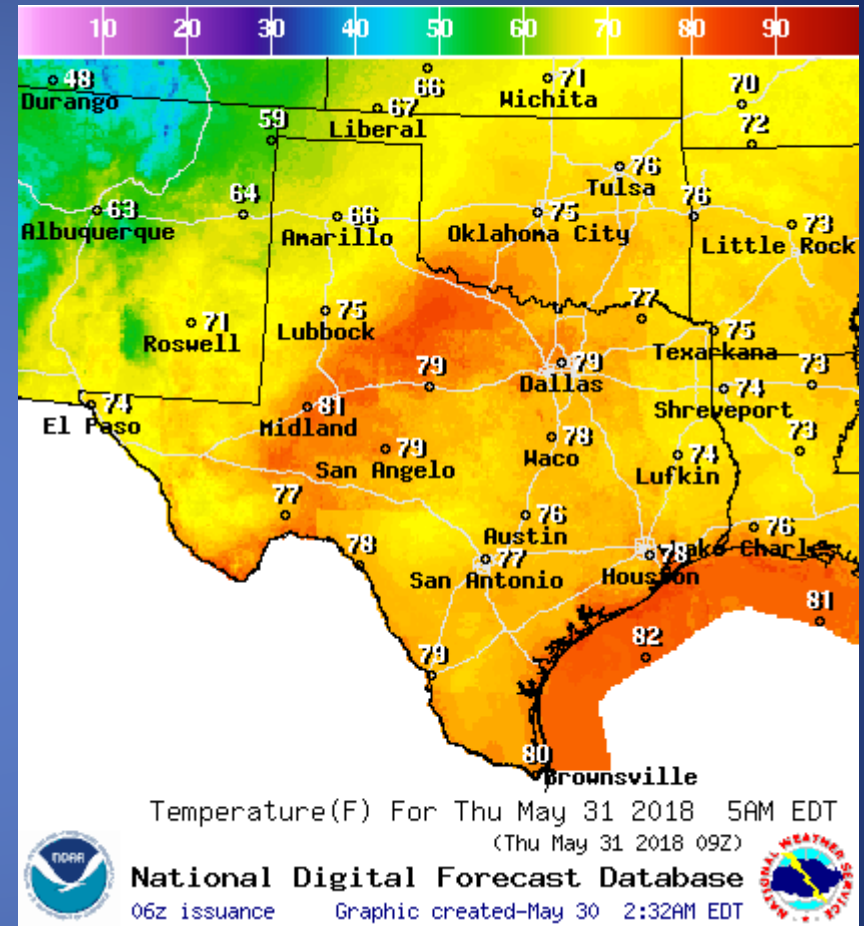 10 20 30 40 50 60 70 80 90
48
Durango
66
71
Wichita
70
67
Liberal
59
72
76
Tulsa
63
Albuquerque
64
66
Amarillo
75
Oklahoma City
76
73
Little Rock
71
Roswell
75
Lubbock
77
75
Texarkana
79
79
Dallas
73
74
Shreveport
74
El Paso
81
Midland
79
San Angelo
78
Waco
74
Lufkin
73
77
76
Austin
76
Lake Charles
78
77
San Antonio
78
Houston
81
82
79
80
Brownsville
Temperature(F) For Thu May 31 2018 5AM EDT
(Thu May 31 2018 09Z)
NOAA
National Digital Forecast Database
06z issuance Graphic created-May 30 2:32AM EDT
NATIONAL WEATHER SERVICE